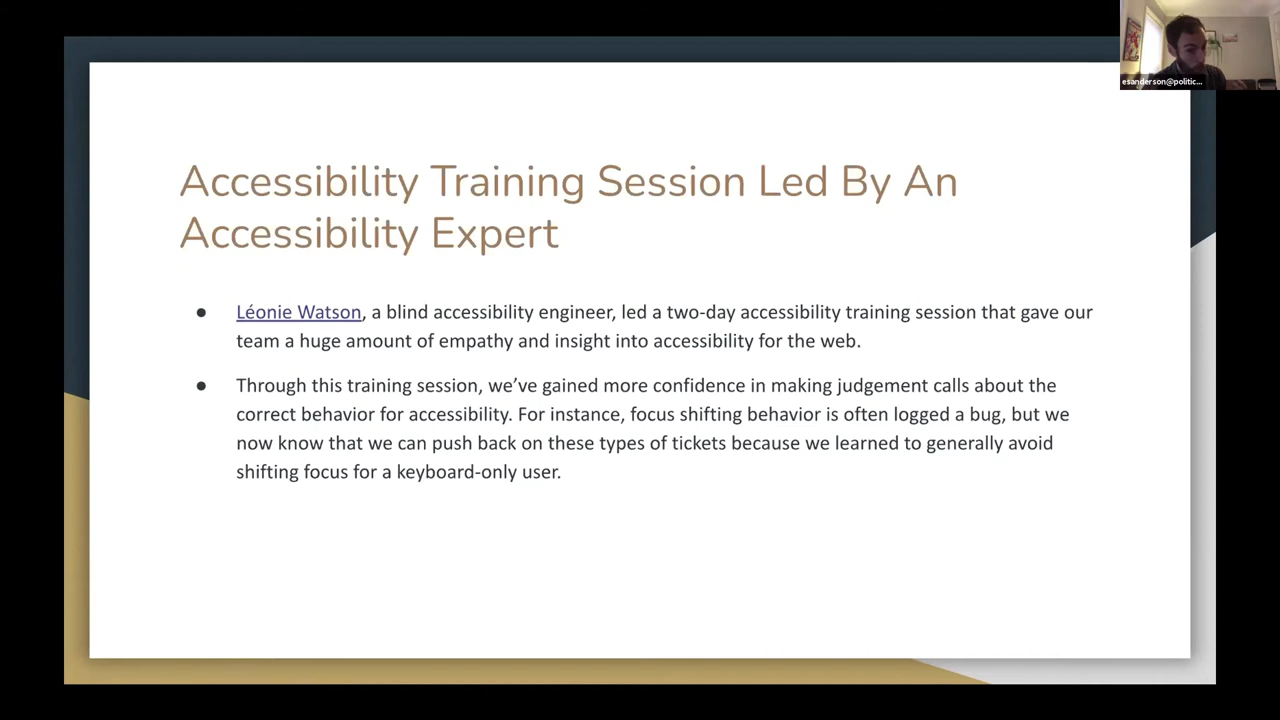 esanderson@politic...
Accessibility Training Session Led By An
Accessibility Expert
● Léonie Watson, a blind accessibility engineer, led a two-day accessibility training session that gave our
team a huge amount of empathy and insight into accessibility for the web.
● Through this training session, we’ve gained more confidence in making judgement calls about the
correct behavior for accessibility. For instance, focus shifting behavior is often logged a bug, but we
now know that we can push back on these types of tickets because we learned to generally avoid
shifting focus for a keyboard-only user.